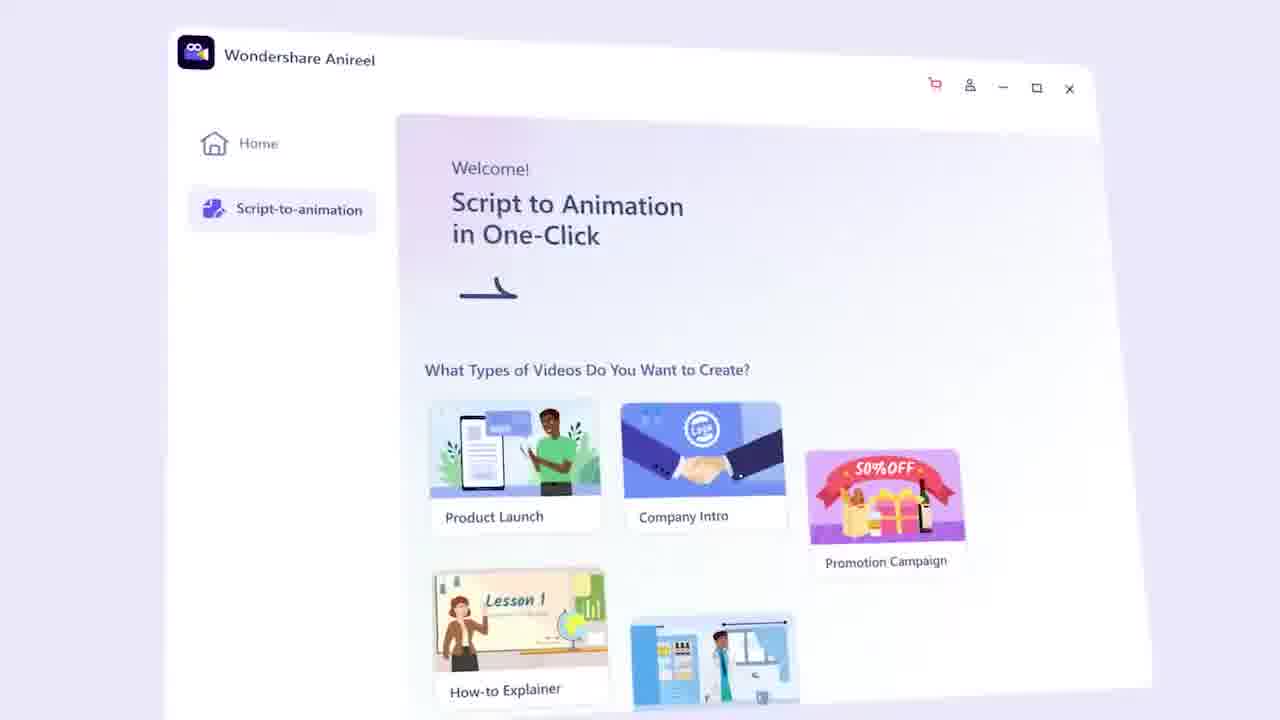 Wondershare Anireel
Home
Script-to-animation
Welcome!
Script to Animation
in One-Click
What Types of Videos Do You Want to Create?
Logo
50%OFF
Product Launch
Company Intro
Promotion Campaign
Lesson 1
How-to Explainer